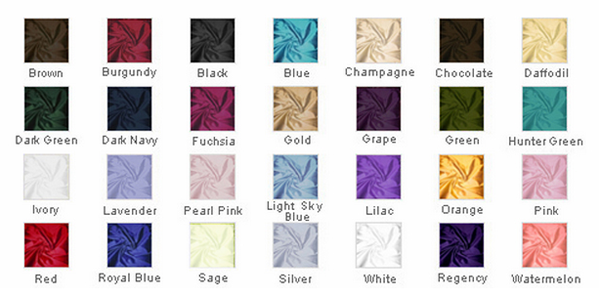 Brown Burgundy Black Blue Champagne Chocolate Daffodil
Dark Green Dark Navy Fuchsia Gold Grape Green Hunter Green
Ivory Lavender Pearl Pink Light Sky Blue Lilac Orange Pink
Red Royal Blue Sage Silver White Regency Watermelon